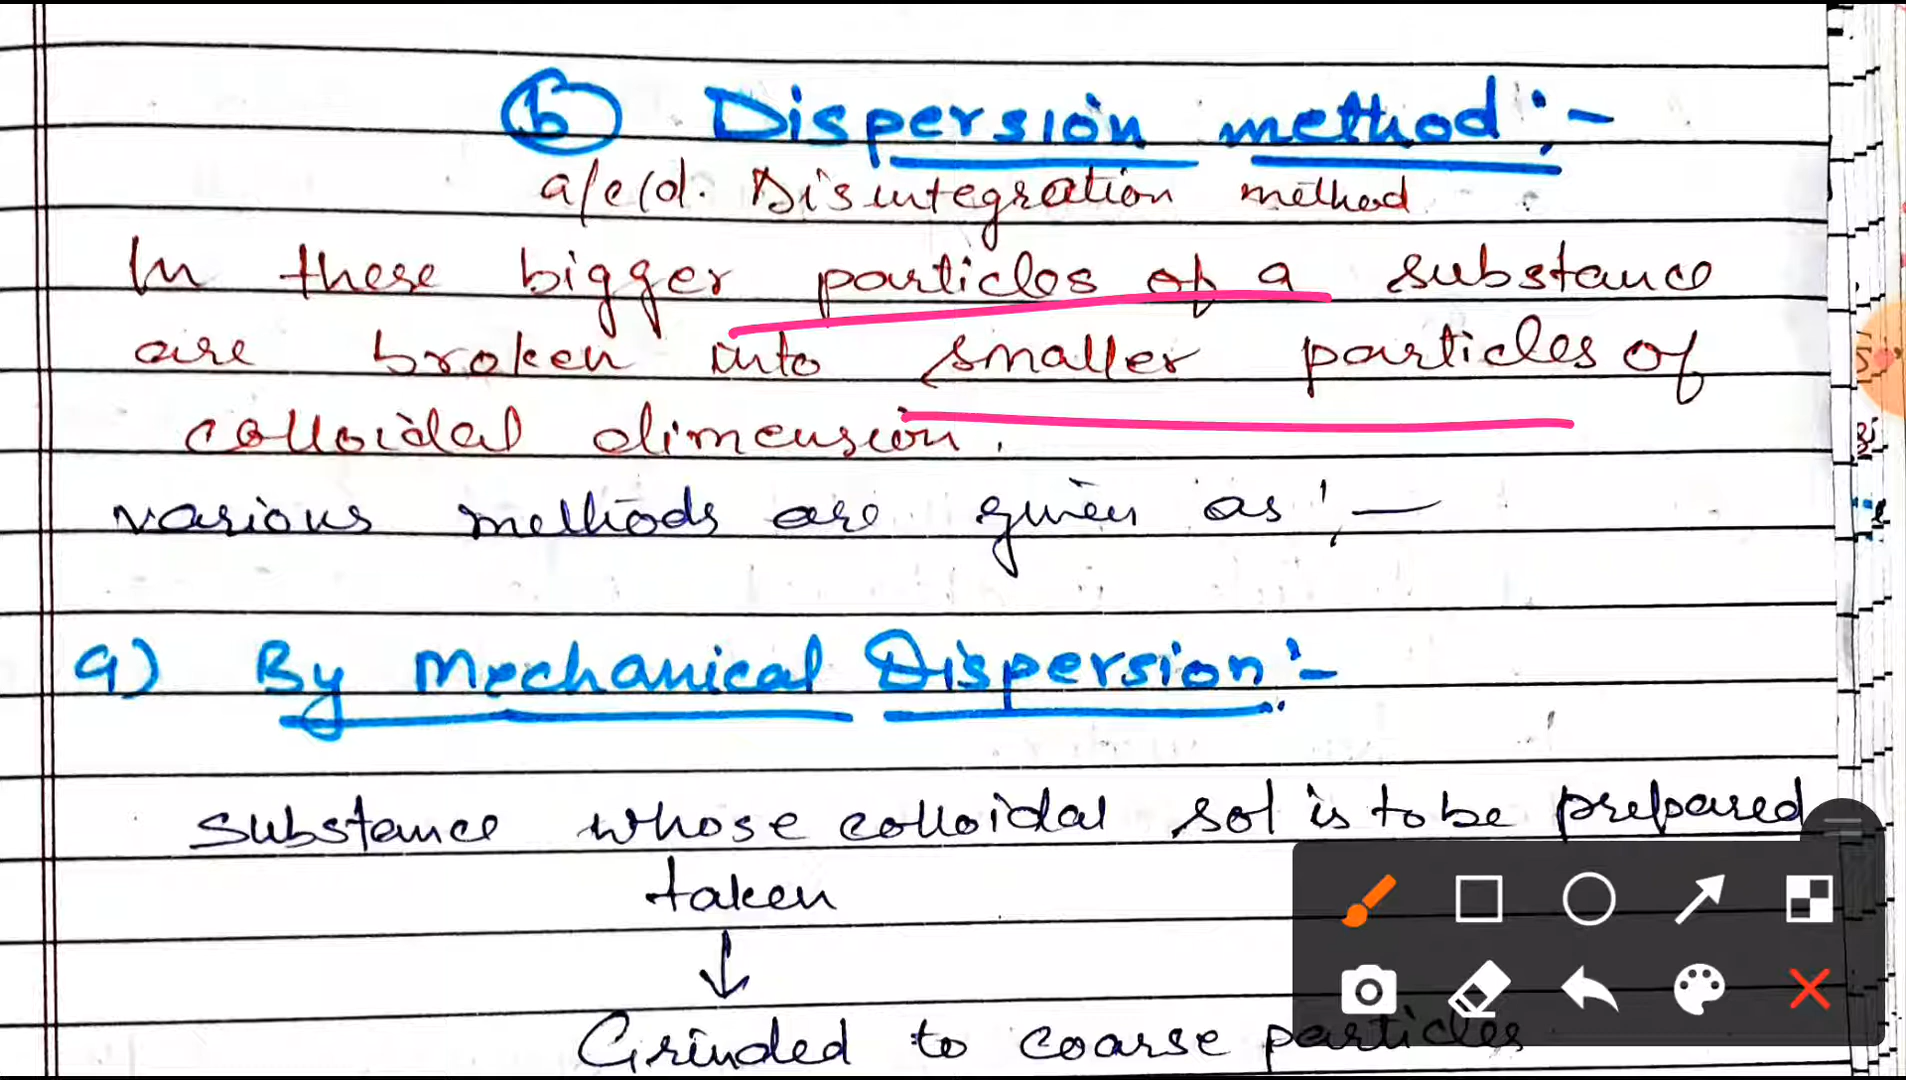 b Dispersion method :-
a/c/d. Disintegration method
In these bigger particles of a substance
are broken into smaller particles of
colloidal dimension.
various methods are given as :-
a) By Mechanical Dispersion :-
substance whose colloidal sol is to be prepared
taken
↓
Grinded to coarse particles